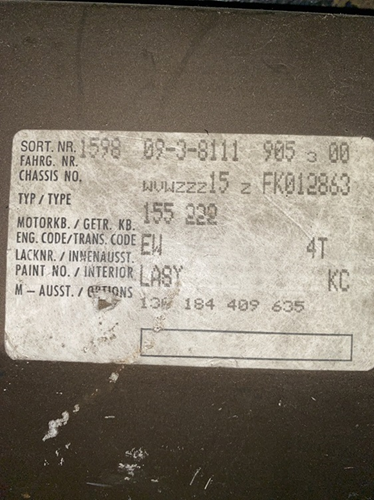 SORT. NR. 1598 09-3-8111 905 3 00
FAHRG. NR.
CHASSIS NO. WVWZZZ15 Z FK012863
TYP / TYPE 155
MOTORKB. / GETR. KB.
ENG. CODE/TRANS. CODE EW 4T
LACKNR. / INNENAUSST.
PAINT NO. / INTERIOR LA8Y KC
M – AUSST. / OPTIONS 130 184 409 635